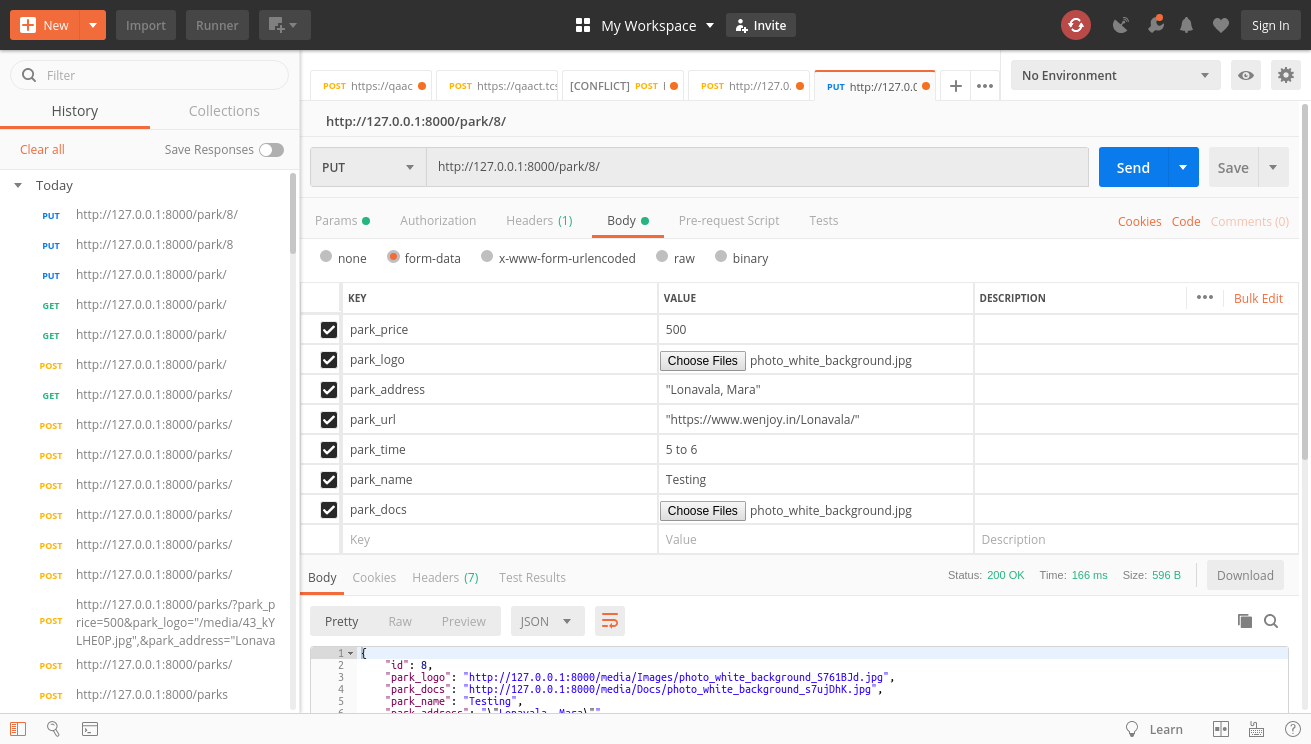 New
Import
Runner
My Workspace
Invite
Sign In
Filter
History
Collections
Clear all
Save Responses
Today
PUT http://127.0.0.1:8000/park/8/
PUT http://127.0.0.1:8000/park/8
PUT http://127.0.0.1:8000/park/
GET http://127.0.0.1:8000/park/
GET http://127.0.0.1:8000/park/
POST http://127.0.0.1:8000/park/
GET http://127.0.0.1:8000/parks/
POST http://127.0.0.1:8000/parks/
POST http://127.0.0.1:8000/parks/
POST http://127.0.0.1:8000/parks/
POST http://127.0.0.1:8000/parks/
POST http://127.0.0.1:8000/parks/
POST http://127.0.0.1:8000/parks/
POST http://127.0.0.1:8000/parks/?park_p
rice=500&park_logo="/media/43_kY
LHE0P.jpg",&park_address="Lonava
POST http://127.0.0.1:8000/parks/
POST http://127.0.0.1:8000/parks
POST https://qaac
POST https://qaact.tcs
[CONFLICT] POST
POST http://127.0.
PUT http://127.0.0
No Environment
http://127.0.0.1:8000/park/8/
PUT http://127.0.0.1:8000/park/8/
Send
Save
Params
Authorization
Headers (1)
Body
Pre-request Script
Tests
Cookies
Code
Comments (0)
none
form-data
x-www-form-urlencoded
raw
binary
KEY VALUE DESCRIPTION
Bulk Edit
park_price 500
park_logo Choose Files photo_white_background.jpg
park_address "Lonavala, Mara"
park_url "https://www.wenjoy.in/Lonavala/"
park_time 5 to 6
park_name Testing
park_docs Choose Files photo_white_background.jpg
Key Value Description
Body
Cookies
Headers (7)
Test Results
Status: 200 OK
Time: 166 ms
Size: 596 B
Download
Pretty
Raw
Preview
JSON
1 {
2 "id": 8,
3 "park_logo": "http://127.0.0.1:8000/media/Images/photo_white_background_S761BJd.jpg",
4 "park_docs": "http://127.0.0.1:8000/media/Docs/photo_white_background_s7ujDhK.jpg",
5 "park_name": "Testing",
6 "park_address": "\"Lonavala, Mara\""
Learn